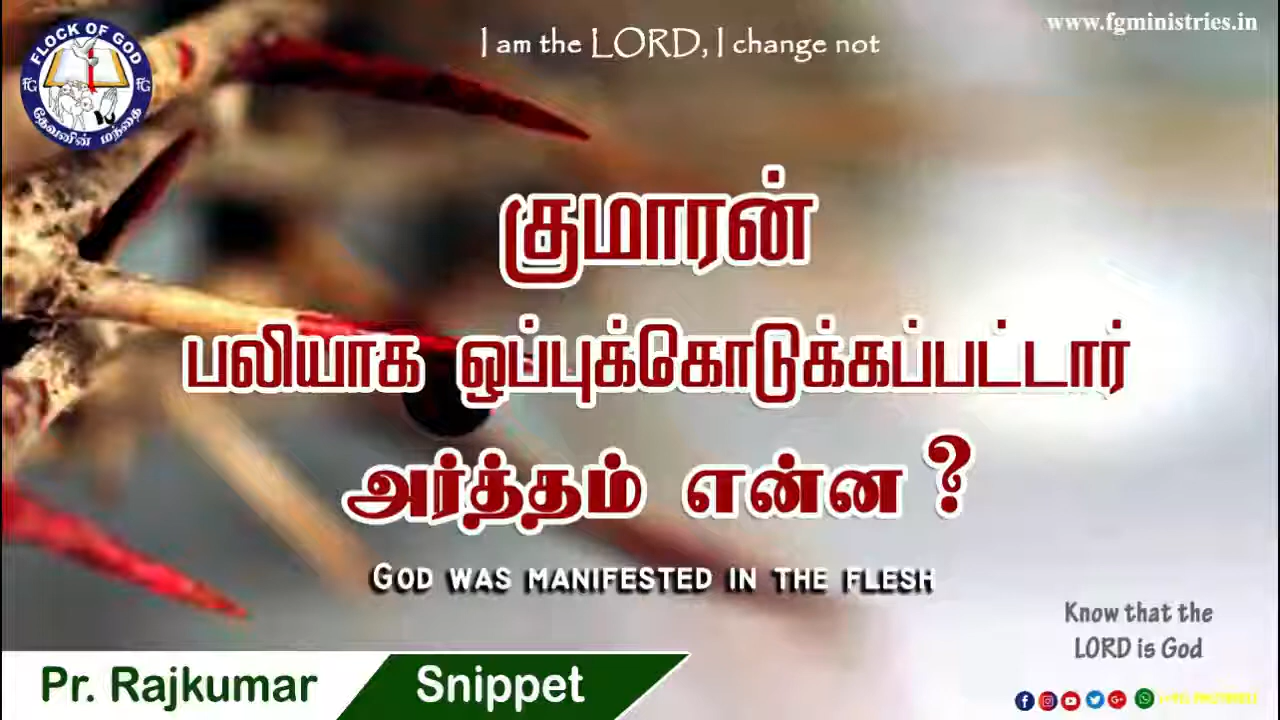 FLOCK OF GOD
FG FG
தேவனின் மந்தை
I am the LORD, I change not
www.fgministries.in
குமாரன்
பலியாக ஒப்புக்கொடுக்கப்பட்டார்
அர்த்தம் என்ன ?
GOD WAS MANIFESTED IN THE FLESH
Know that the
LORD is God
Pr. Rajkumar
Snippet